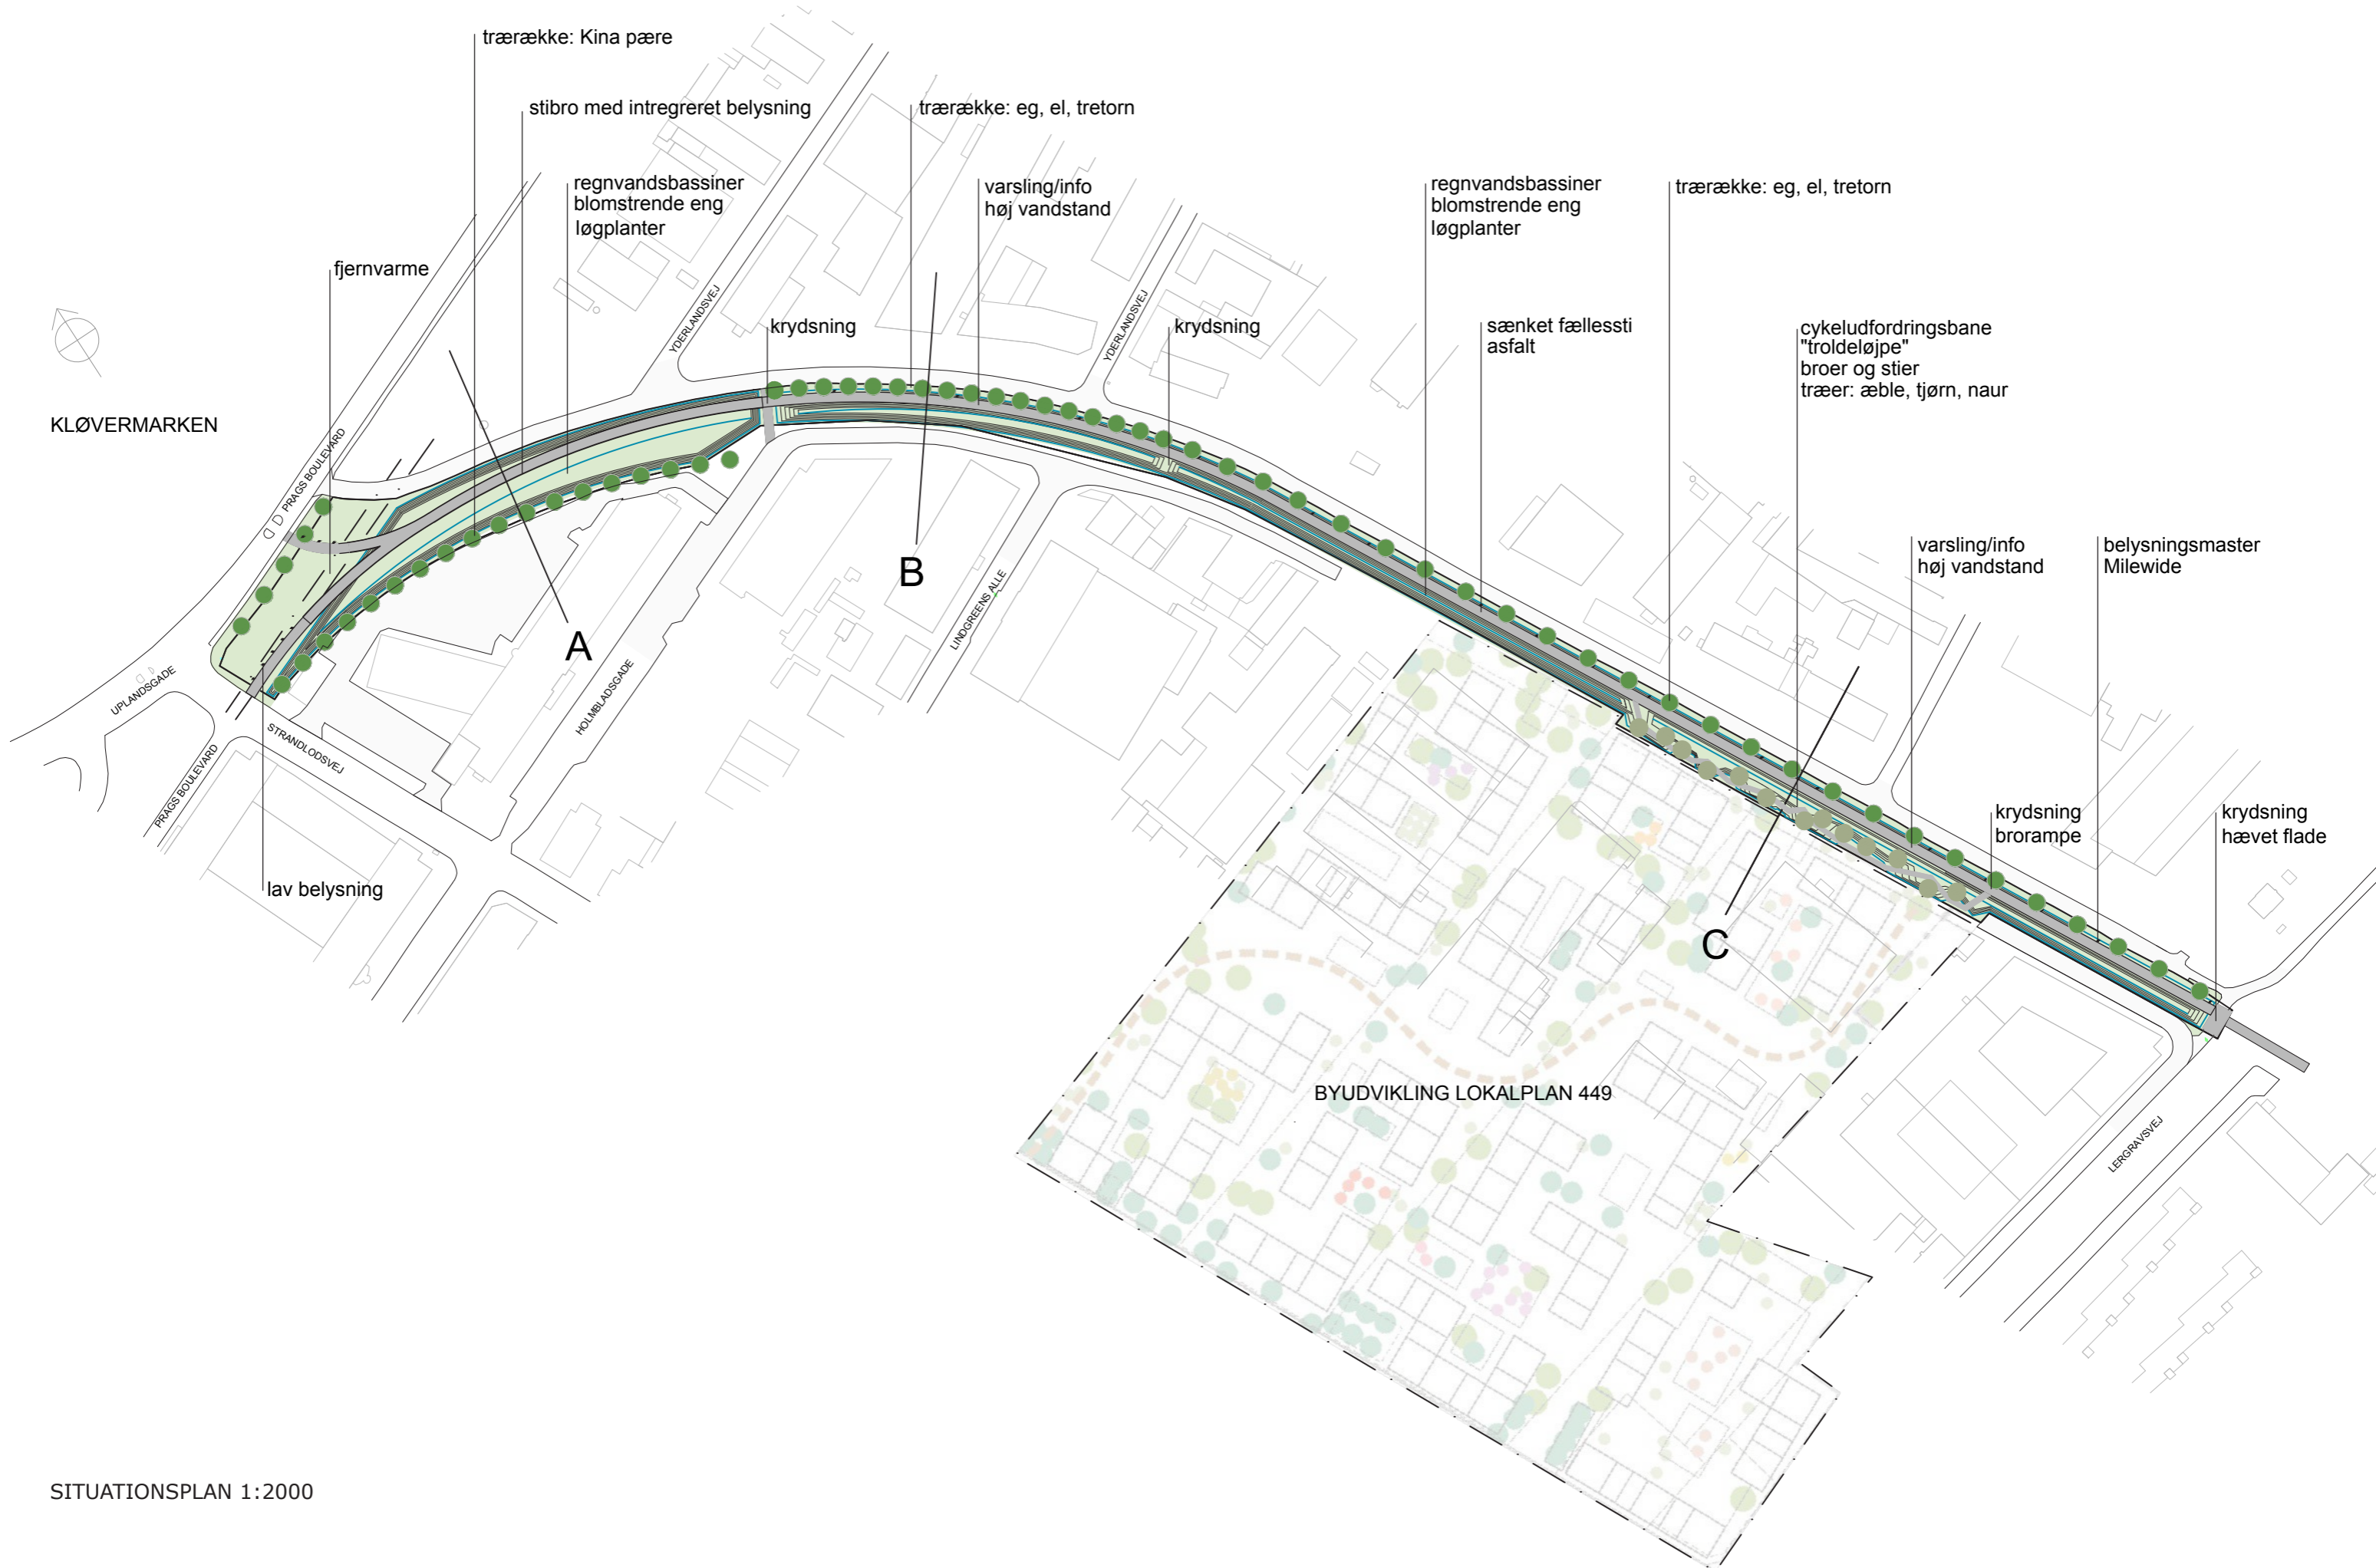 trærække: Kina pære
stibro med intregreret belysning
trærække: eg, el, tretorn
regnvandsbassiner
blomstrende eng
løgplanter
varsling/info
høj vandstand
regnvandsbassiner
blomstrende eng
løgplanter
trærække: eg, el, tretorn
fjernvarme
krydsning
krydsning
sænket fællessti
asfalt
cykeludfordringsbane
"troldeløjpe"
broer og stier
træer: æble, tjørn, naur
YDERLANDSVEJ
YDERLANDSVEJ
KLØVERMARKEN
PRAGS BOULEVARD
varsling/info
høj vandstand
belysningsmaster
Milewide
B
LINDGREENS ALLE
A
HOLMBLADSGADE
UPLANDSGADE
STRANDLODSVEJ
PRAGS BOULEVARD
lav belysning
krydsning
brorampe
krydsning
hævet flade
C
BYUDVIKLING LOKALPLAN 449
LERGRAVSVEJ
SITUATIONSPLAN 1:2000